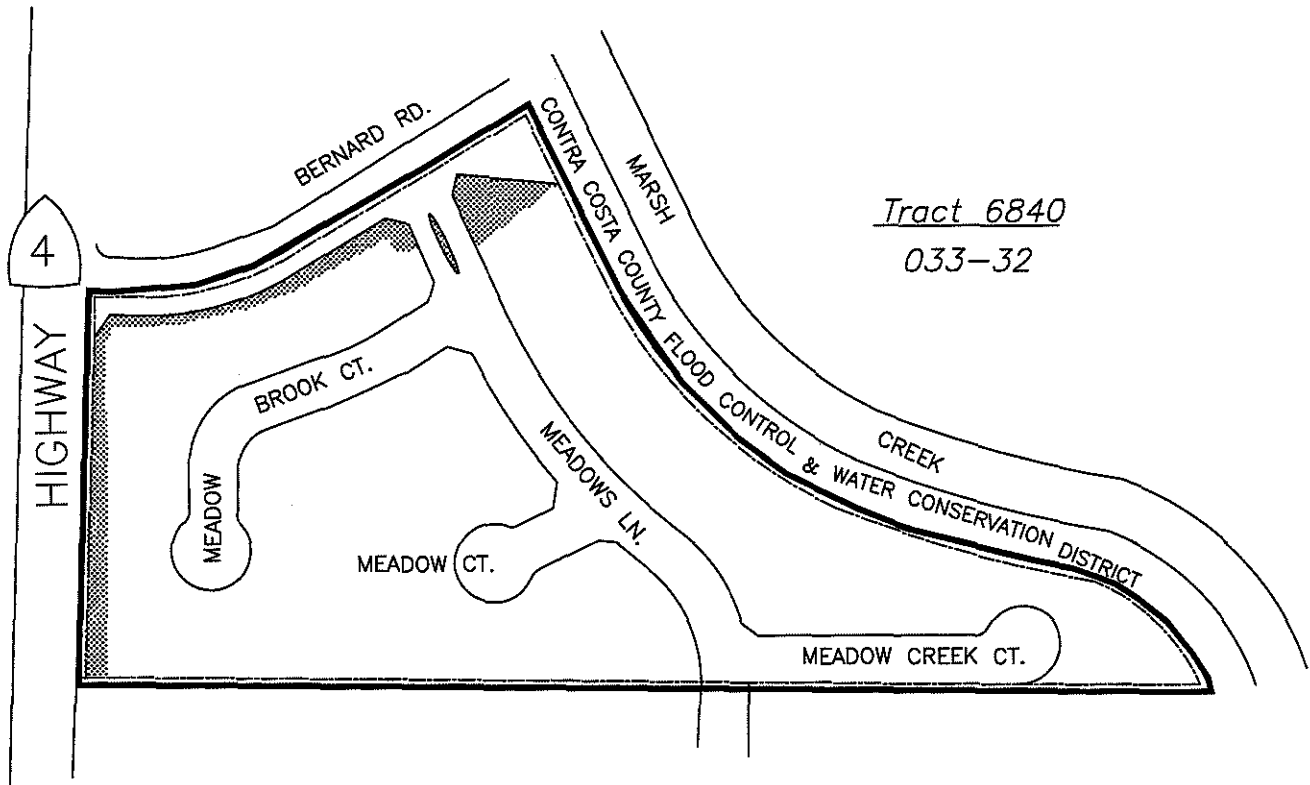 BERNARD RD.
CONTRA COSTA COUNTY FLOOD CONTROL & WATER CONSERVATION DISTRICT
MARSH CREEK
Tract 6840
033-32
4
HIGHWAY
MEADOW BROOK CT.
MEADOWS LN.
MEADOW CT.
MEADOW CREEK CT.